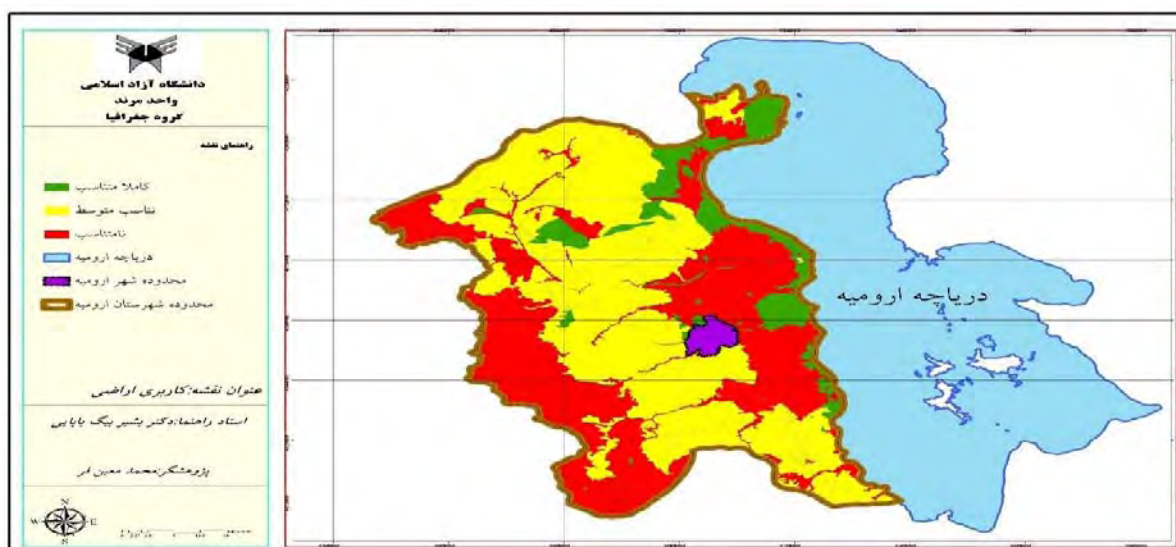 دانشگاه آزاد اسلامی
واحد مرند
گروه جغرافیا
راهنمای نقشه
کاملا متناسب
تناسب متوسط
نامتناسب
دریاچه ارومیه
محدوده شهر ارومیه
محدوده شهرستان ارومیه
عنوان نقشه:کاربری اراضی
استاد راهنما:دکتر بشیر بیگ بابایی
پژوهشگر:محمد معین فر
N
W E
S
دریاچه ارومیه